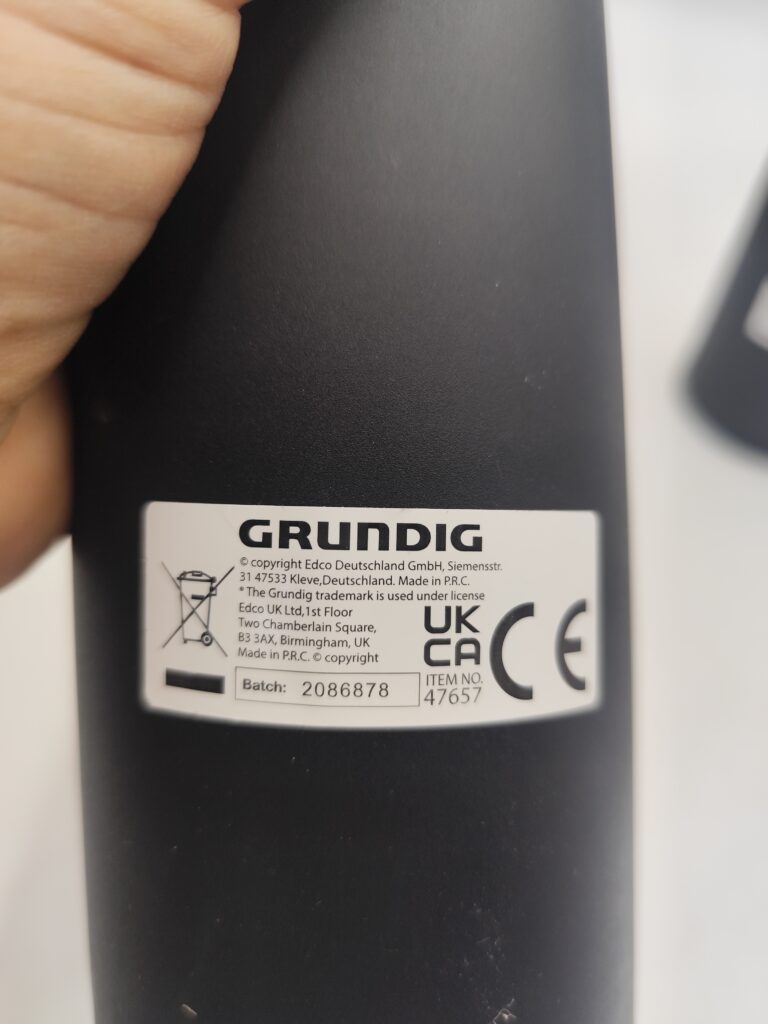 GRUNDIG
© copyright Edco Deutschland GmbH, Siemensstr.
31 47533 Kleve,Deutschland. Made in P.R.C.
* The Grundig trademark is used under license
Edco UK Ltd,1st Floor
Two Chamberlain Square,
B3 3AX, Birmingham, UK
Made in P.R.C. © copyright
UK
CA
CE
Batch: 2086878
ITEM NO.
47657